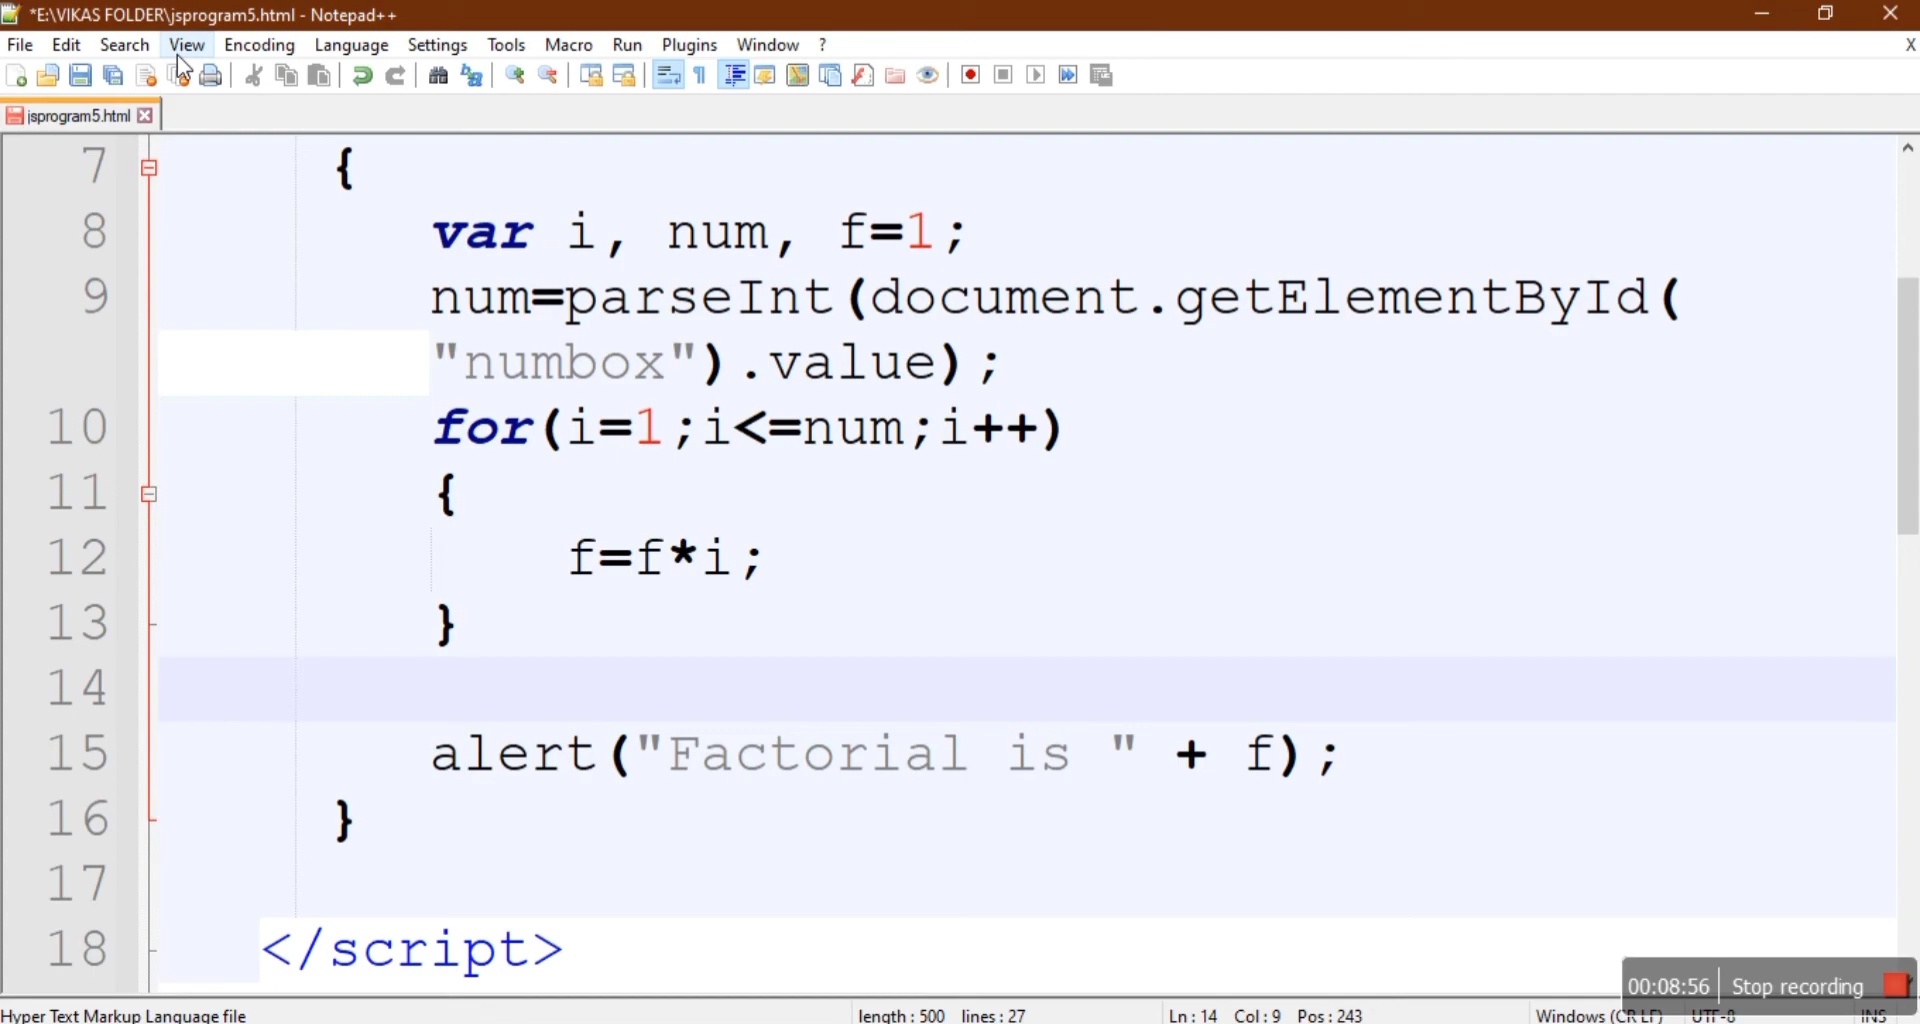 *E:\VIKAS FOLDER\jsprogram5.html - Notepad++
File Edit Search View Encoding Language Settings Tools Macro Run Plugins Window ? X
jsprogram5.html
7 {
8 var i, num, f=1;
9 num=parseInt(document.getElementById(
"numbox").value);
10 for(i=1;i<=num;i++)
11 {
12 f=f*i;
13 }
14
15 alert("Factorial is " + f);
16 }
17
18 </script>
00:08:56 Stop recording
Hyper Text Markup Language file length : 500 lines : 27 Ln : 14 Col : 9 Pos : 243 Windows (CR LF) UTF-8 INS